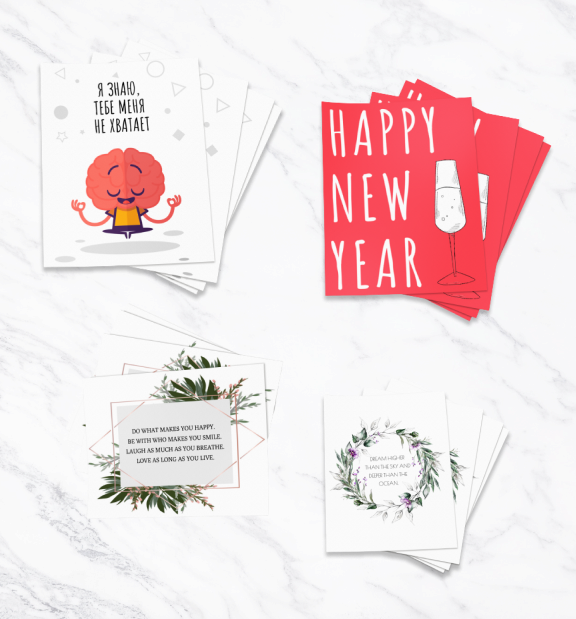 Я ЗНАЮ,
ТЕБЕ МЕНЯ
НЕ ХВАТАЕТ
HAPPY
NEW
YEAR
DO WHAT MAKES YOU HAPPY.
BE WITH WHO MAKES YOU SMILE.
LAUGH AS MUCH AS YOU BREATHE.
LOVE AS LONG AS YOU LIVE.
DREAM HIGHER
THAN THE SKY AND
DEEPER THAN THE
OCEAN.